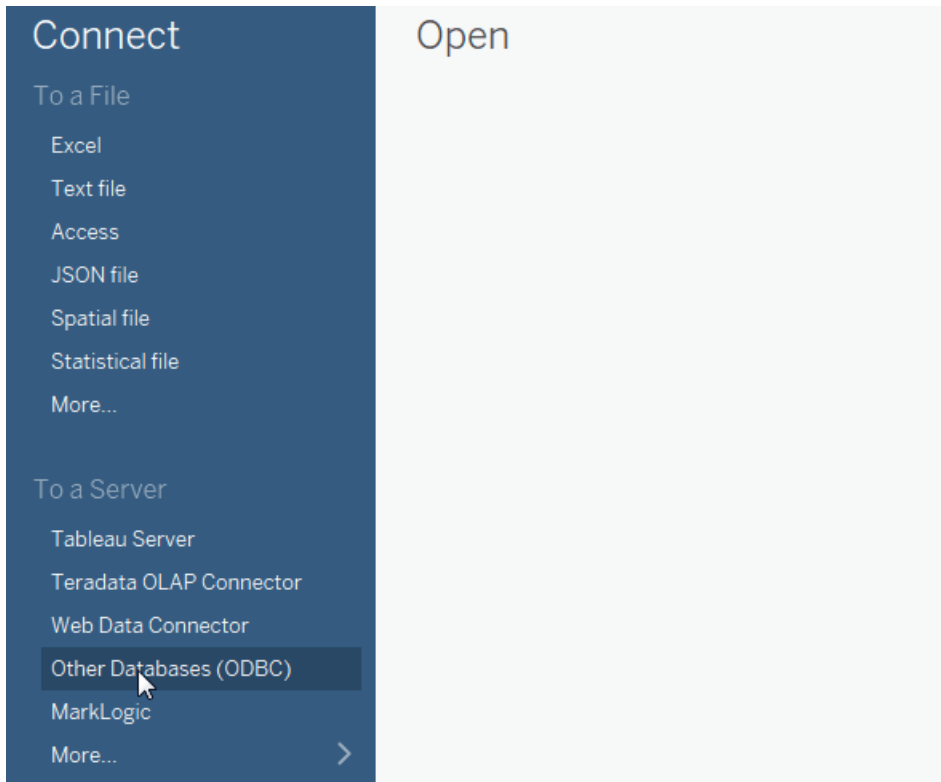 Connect
To a File
Excel
Text file
Access
JSON file
Spatial file
Statistical file
More...
To a Server
Tableau Server
Teradata OLAP Connector
Web Data Connector
Other Databases (ODBC)
MarkLogic
More...
Open